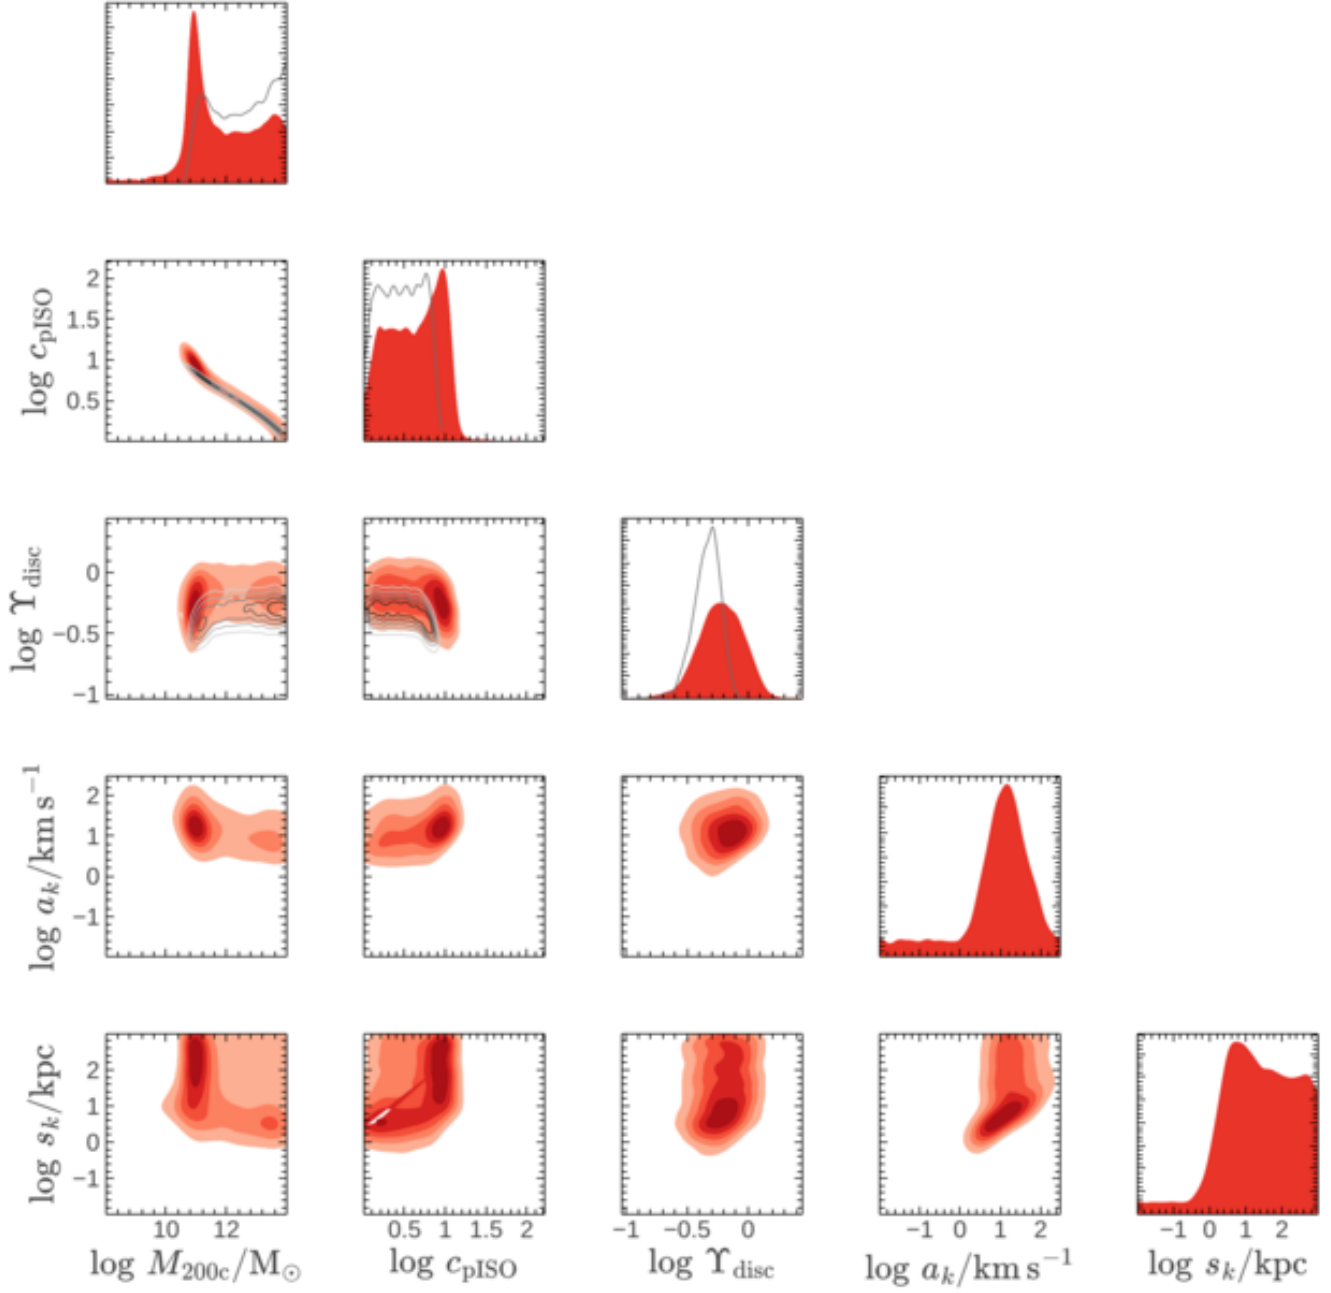 log c_pISO
2
1.5
1
0.5
log ϒ_disc
0
−0.5
−1
log a_k/km s⁻¹
2
1
0
−1
log s_k/kpc
2
1
0
−1
10 12
0.5 1 1.5 2
−1 −0.5 0
−1 0 1 2
−1 0 1 2
log M_200c/M_⊙
log c_pISO
log ϒ_disc
log a_k/km s⁻¹
log s_k/kpc